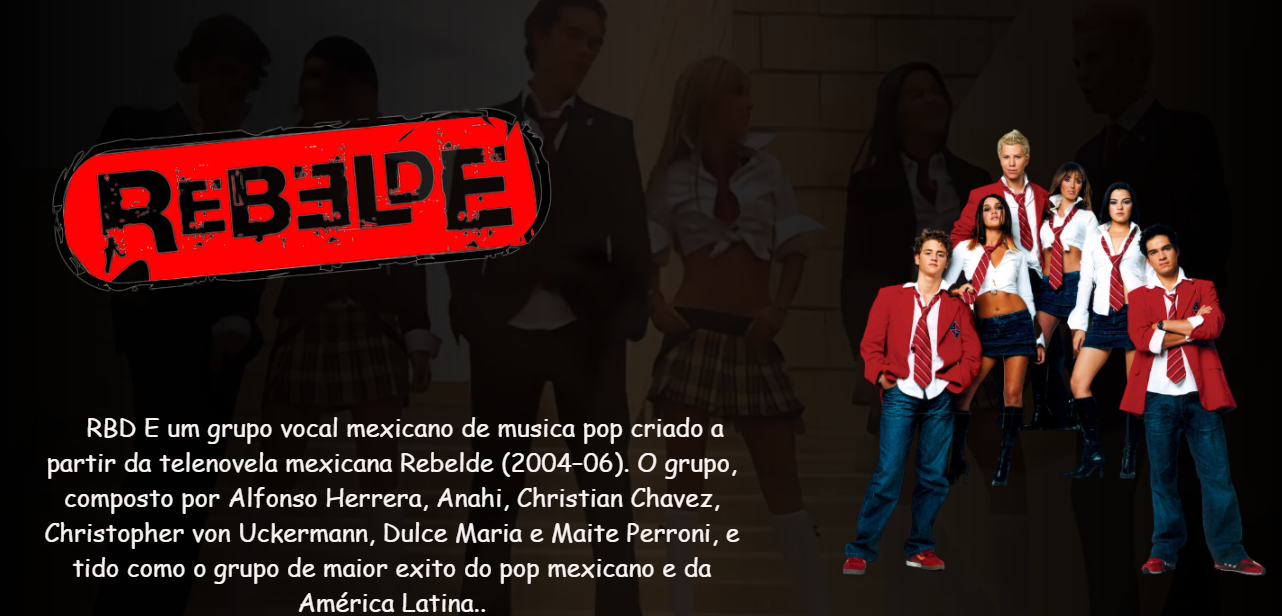 REBELDE
RBD E um grupo vocal mexicano de musica pop criado a
partir da telenovela mexicana Rebelde (2004–06). O grupo,
composto por Alfonso Herrera, Anahi, Christian Chavez,
Christopher von Uckermann, Dulce Maria e Maite Perroni, e
tido como o grupo de maior exito do pop mexicano e da
América Latina..